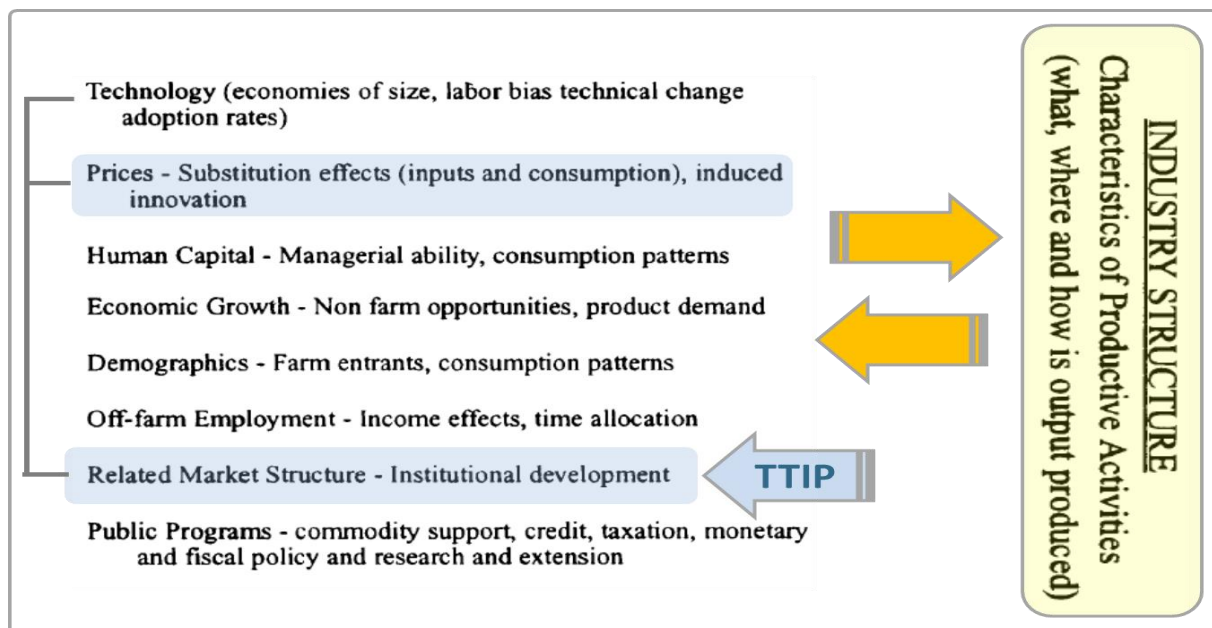 Technology (economies of size, labor bias technical change
adoption rates)
Prices - Substitution effects (inputs and consumption), induced
innovation
Human Capital - Managerial ability, consumption patterns
Economic Growth - Non farm opportunities, product demand
Demographics - Farm entrants, consumption patterns
Off-farm Employment - Income effects, time allocation
Related Market Structure - Institutional development
TTIP
Public Programs - commodity support, credit, taxation, monetary
and fiscal policy and research and extension
INDUSTRY STRUCTURE
Characteristics of Productive Activities
(what, where and how is output produced)